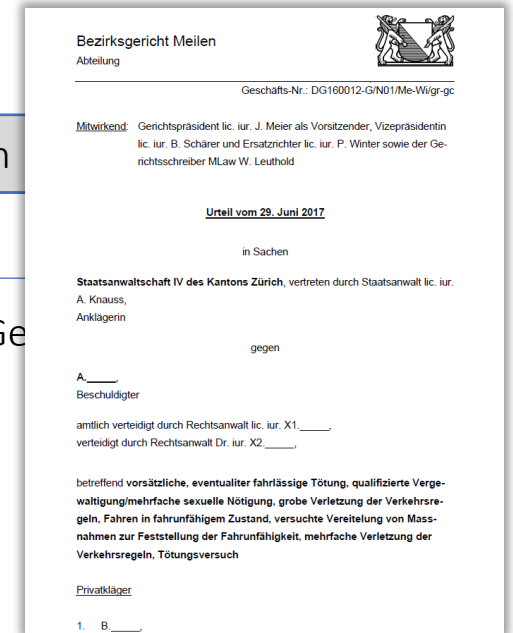 Bezirksgericht Meilen
Abteilung
Geschäfts-Nr.: DG160012-G/N01/Me-Wi/gr-gc
Mitwirkend: Gerichtspräsident lic. iur. J. Meier als Vorsitzender, Vizepräsidentin
lic. iur. B. Schärer und Ersatzrichter lic. iur. P. Winter sowie der Ge-
richtsschreiber MLaw W. Leuthold
Urteil vom 29. Juni 2017
in Sachen
Staatsanwaltschaft IV des Kantons Zürich, vertreten durch Staatsanwalt lic. iur.
A. Knauss,
Anklägerin
gegen
A._____,
Beschuldigter
amtlich verteidigt durch Rechtsanwalt lic. iur. X1._____,
verteidigt durch Rechtsanwalt Dr. iur. X2._____,
betreffend vorsätzliche, eventualiter fahrlässige Tötung, qualifizierte Verge-
waltigung/mehrfache sexuelle Nötigung, grobe Verletzung der Verkehrsre-
geln, Fahren in fahrunfähigem Zustand, versuchte Vereitelung von Mass-
nahmen zur Feststellung der Fahrunfähigkeit, mehrfache Verletzung der
Verkehrsregeln, Tötungsversuch
Privatkläger
1. B._____,